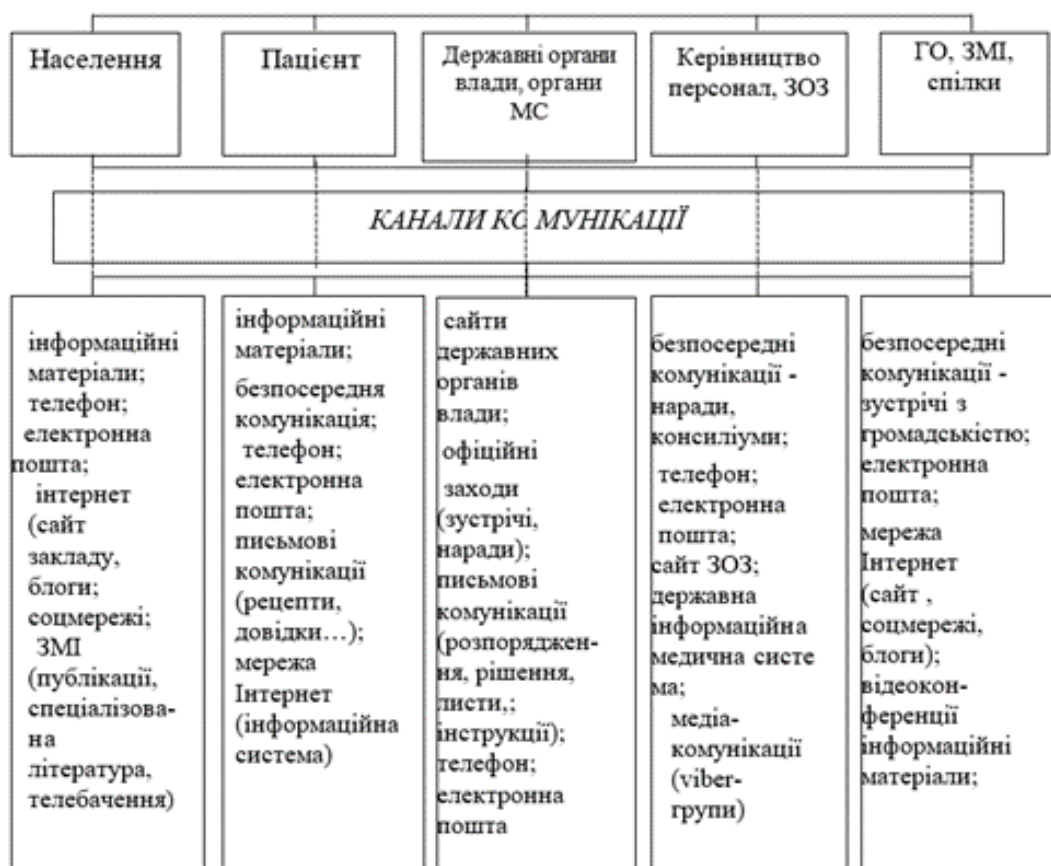 Населення
Пацієнт
Державні органи
влади, органи
МС
Керівництво
персонал, ЗОЗ
ГО, ЗМІ,
спілки
КАНАЛИ КО МУНІКАЦІЇ
інформаційні
матеріали;
телефон;
електронна
пошта;
інтернет
(сайт
закладу,
блоги;
соцмережі;
ЗМІ
(публікації,
спеціалізова-
на
література,
телебачення)
інформаційні
матеріали;
безпосередня
комунікація;
телефон;
електронна
пошта;
письмові
комунікації
(рецепти,
довідки…);
мережа
Інтернет
(інформаційна
система)
сайти
державних
органів
влади;
офіційні
заходи
(зустрічі,
наради);
письмові
комунікації
(розпоряджен-
ня, рішення,
листи,;
інструкції);
телефон;
електронна
пошта
безпосередні
комунікації -
наради,
консиліуми;
телефон;
електронна
пошта;
сайт ЗОЗ;
державна
інформаційна
медична систе
ма;
медіа-
комунікації
(viber-
групи)
безпосередні
комунікації -
зустрічі з
громадськістю;
електронна
пошта;
мережа
Інтернет
(сайт ,
соцмережі,
блоги);
відеокон-
ференції
інформаційні
матеріали;